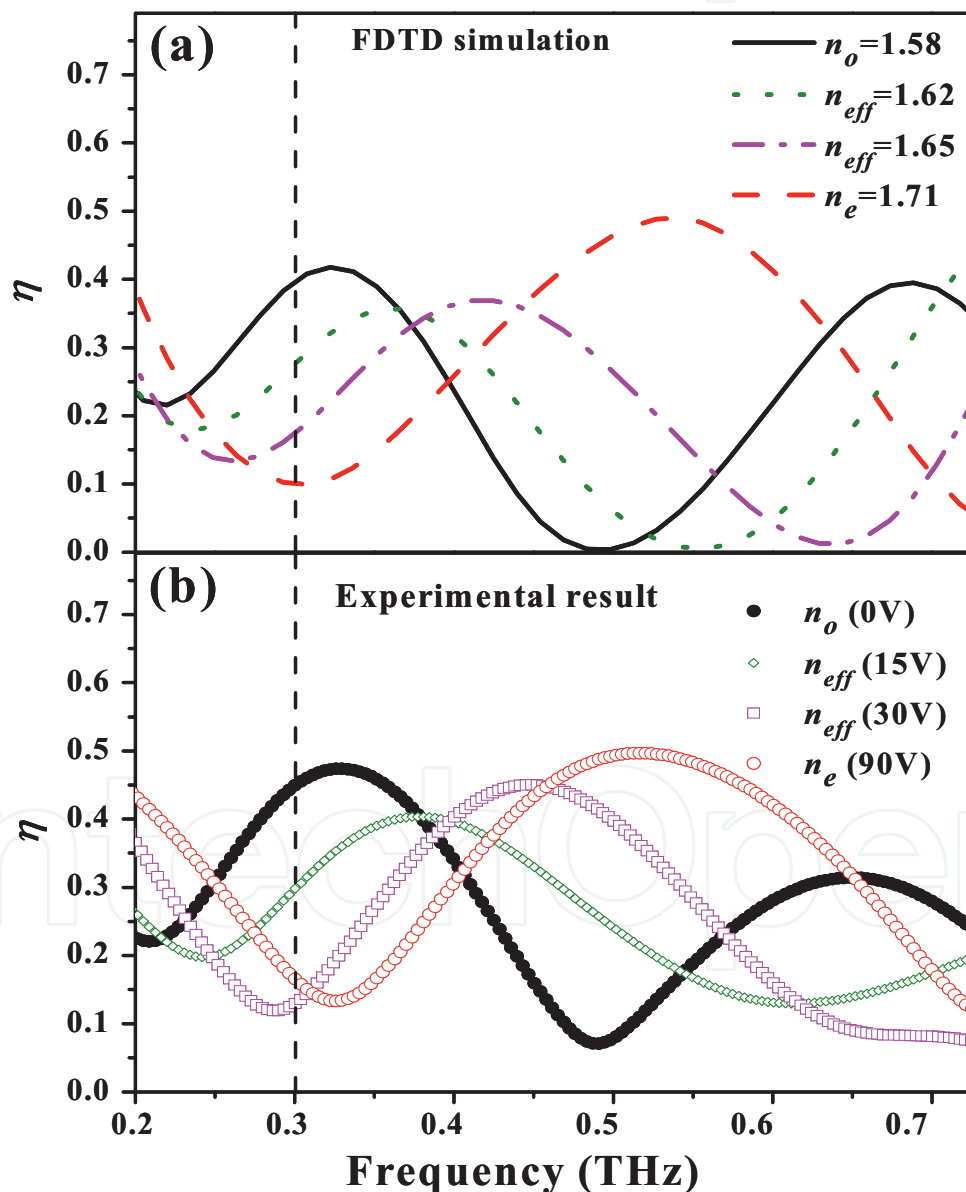 (a)
FDTD simulation
n_o=1.58
n_eff=1.62
n_eff=1.65
n_e=1.71
0.7
0.6
0.5
0.4
0.3
0.2
0.1
0.0
η
(b)
Experimental result
n_o (0V)
n_eff (15V)
n_eff (30V)
n_e (90V)
0.7
0.6
0.5
0.4
0.3
0.2
0.1
0.0
η
0.2 0.3 0.4 0.5 0.6 0.7
Frequency (THz)